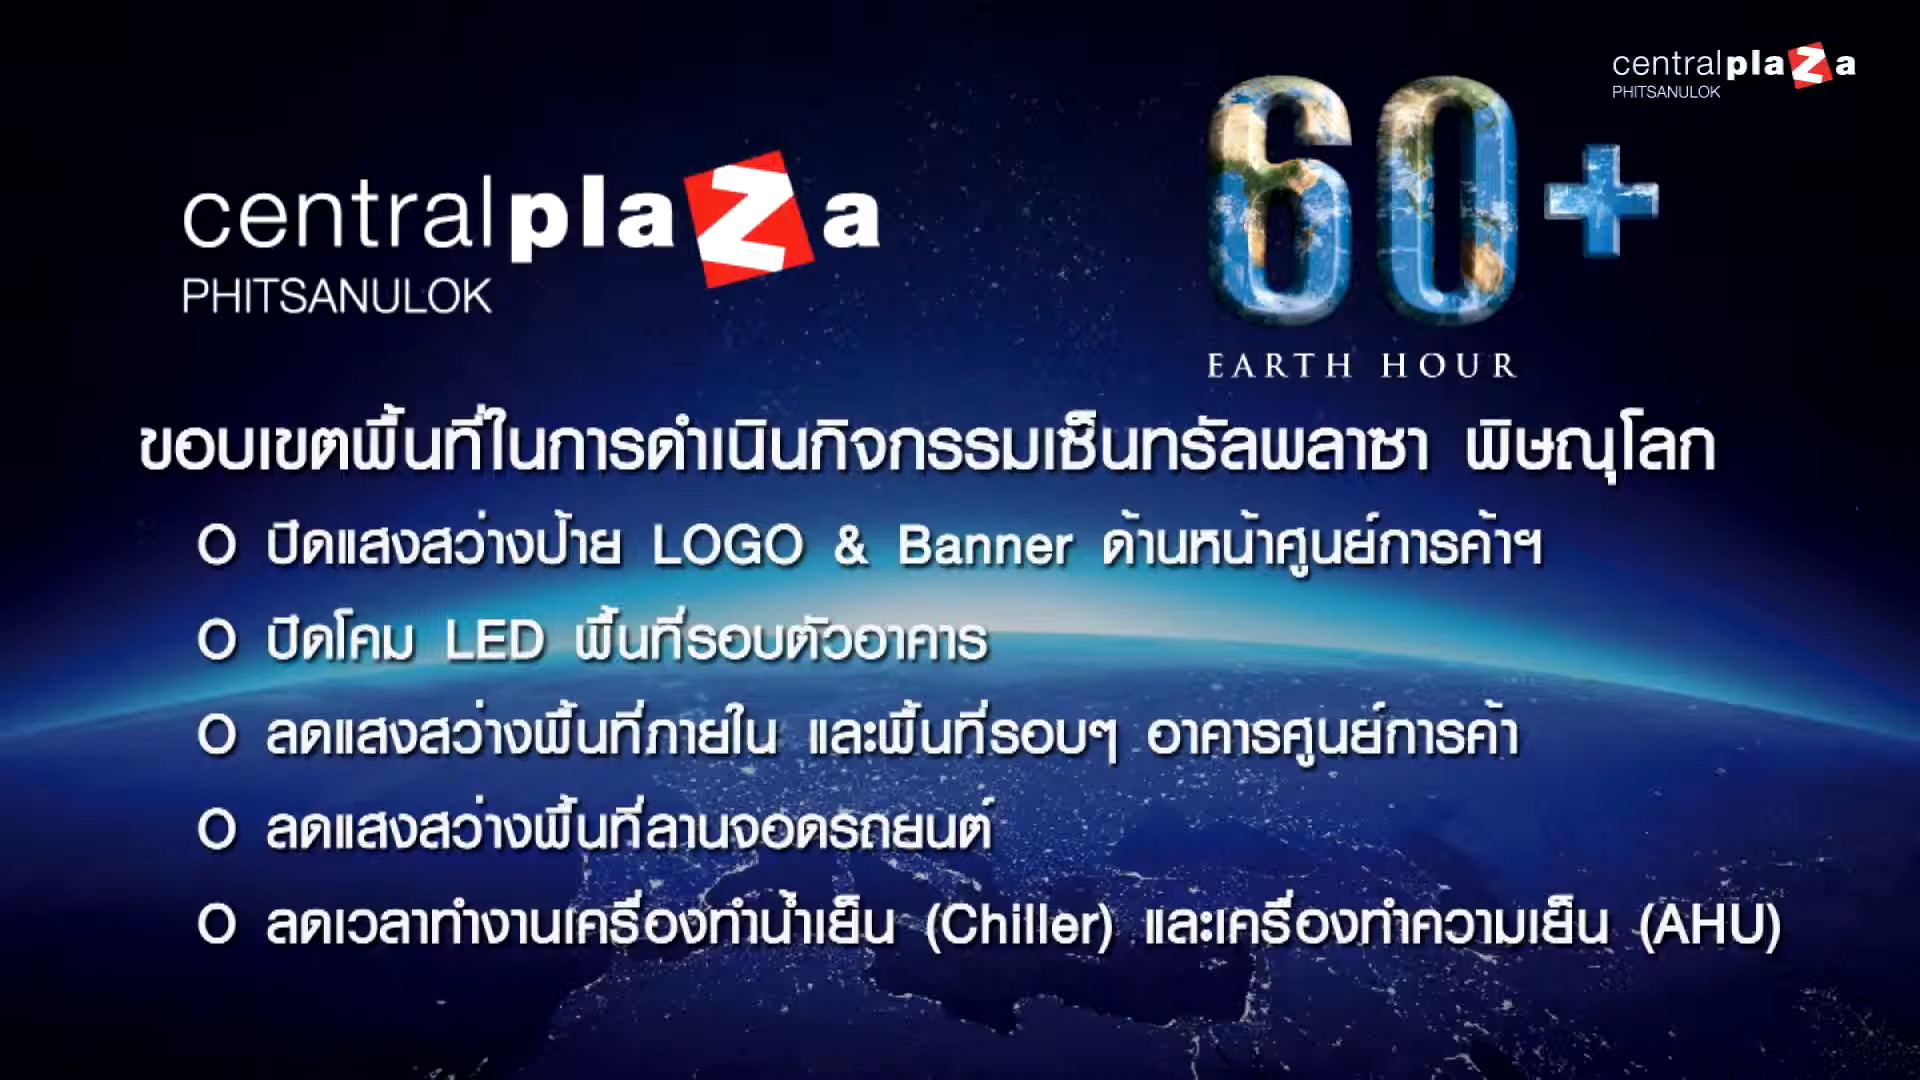 centralplaza
PHITSANULOK
centralplaza
PHITSANULOK
60+
EARTH HOUR
ขอบเขตพื้นที่ในการดำเนินกิจกรรมเซ็นทรัลพลาซา พิษณุโลก
O ปิดแสงสว่างป้าย LOGO & Banner ด้านหน้าศูนย์การค้าฯ
O ปิดโคม LED พื้นที่รอบตัวอาคาร
O ลดแสงสว่างพื้นที่ภายใน และพื้นที่รอบๆ อาคารศูนย์การค้า
O ลดแสงสว่างพื้นที่ลานจอดรถยนต์
O ลดเวลาทำงานเครื่องทำน้ำเย็น (Chiller) และเครื่องทำความเย็น (AHU)